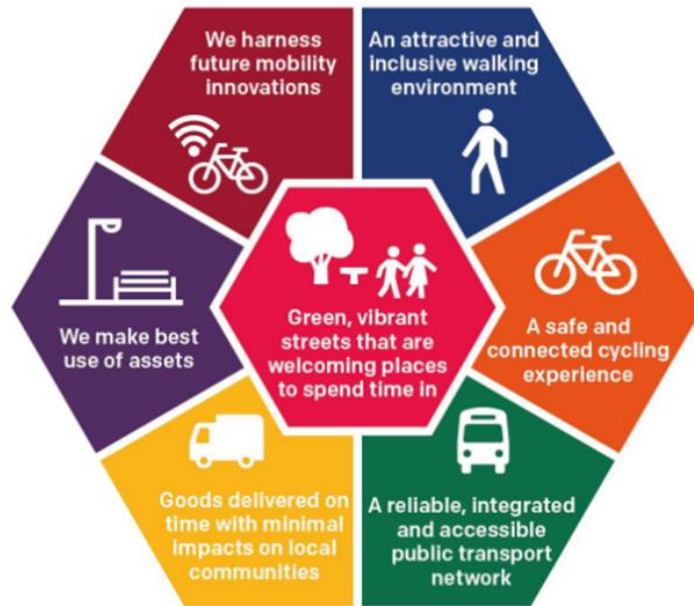 We harness
future mobility
innovations
An attractive and
inclusive walking
environment
We make best
use of assets
Green, vibrant
streets that are
welcoming places
to spend time in
A safe and
connected cycling
experience
Goods delivered on
time with minimal
impacts on local
communities
A reliable, integrated
and accessible
public transport
network